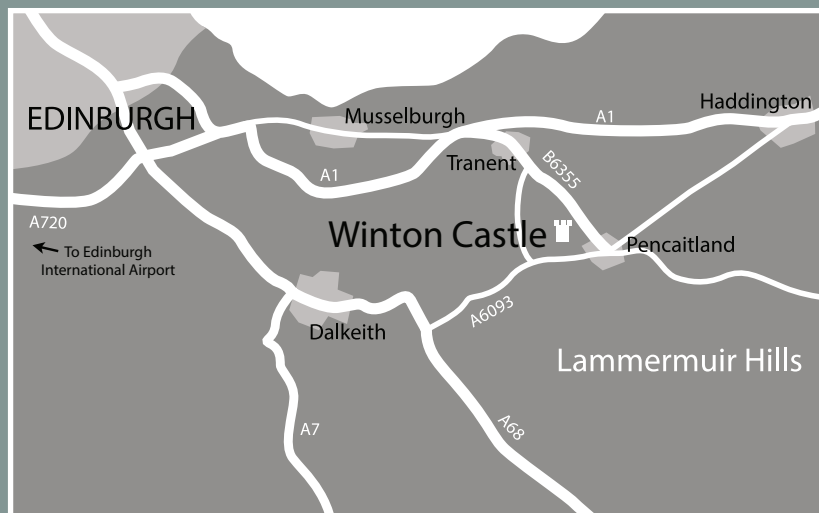 Haddington
EDINBURGH
Musselburgh
A1
Tranent
B6355
A1
A720
Winton Castle
Pencaitland
To Edinburgh
International Airport
A6093
Dalkeith
Lammermuir Hills
A7
A68